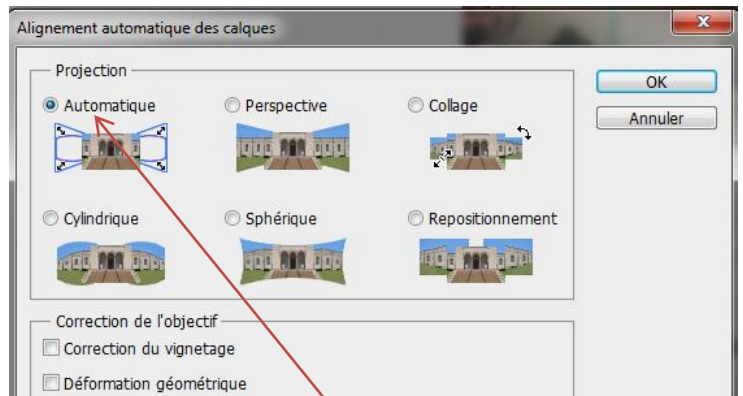 Alignement automatique des calques
Projection
Automatique
Perspective
Collage
Cylindrique
Sphérique
Repositionnement
Correction de l'objectif
Correction du vignetage
Déformation géométrique
OK
Annuler